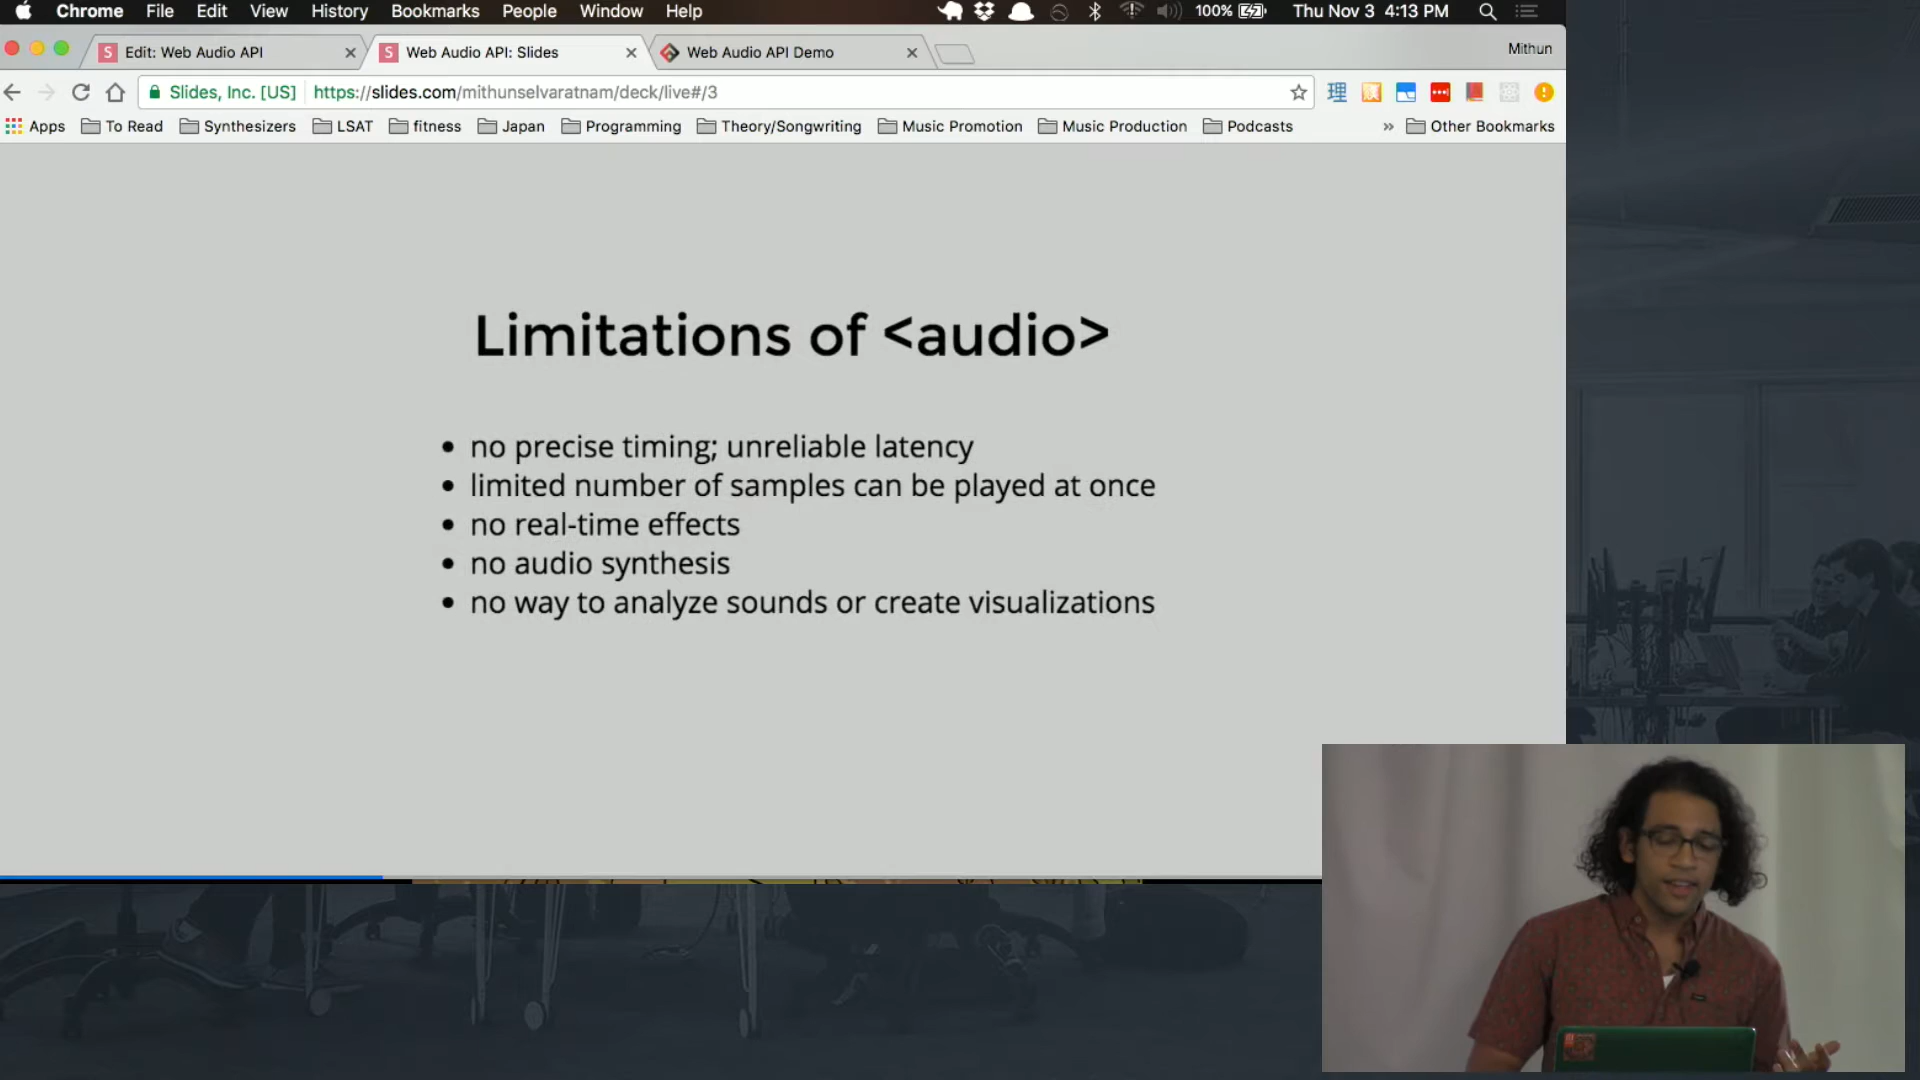 Chrome File Edit View History Bookmarks People Window Help 100% Thu Nov 3 4:13 PM
S Edit: Web Audio API × S Web Audio API: Slides × Web Audio API Demo × Mithun
Slides, Inc. [US] https://slides.com/mithunselvaratnam/deck/live#/3 理
Apps To Read Synthesizers LSAT fitness Japan Programming Theory/Songwriting Music Promotion Music Production Podcasts » Other Bookmarks
Limitations of <audio>
• no precise timing; unreliable latency
• limited number of samples can be played at once
• no real-time effects
• no audio synthesis
• no way to analyze sounds or create visualizations